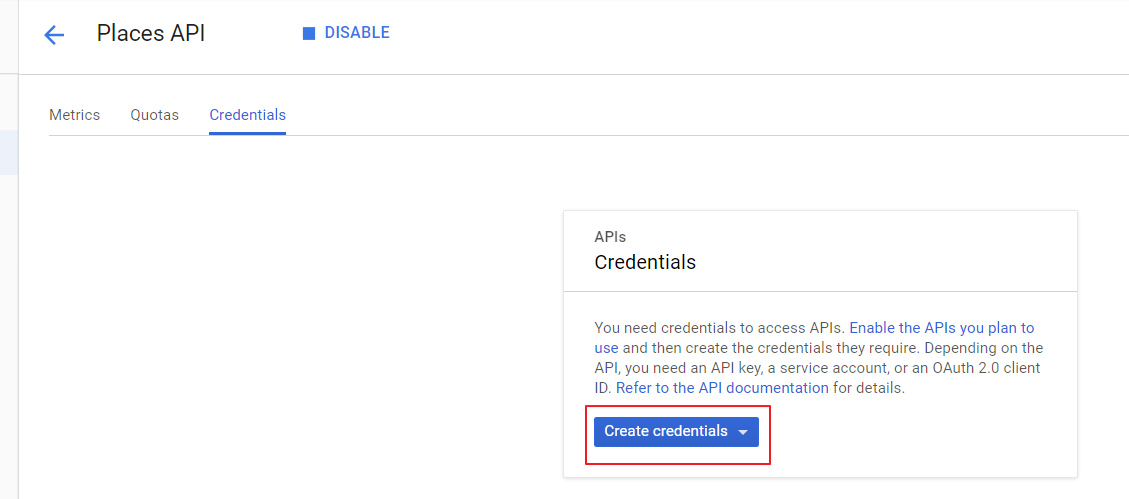 Places API
DISABLE
Metrics
Quotas
Credentials
APIs
Credentials
You need credentials to access APIs. Enable the APIs you plan to
use and then create the credentials they require. Depending on the
API, you need an API key, a service account, or an OAuth 2.0 client
ID. Refer to the API documentation for details.
Create credentials